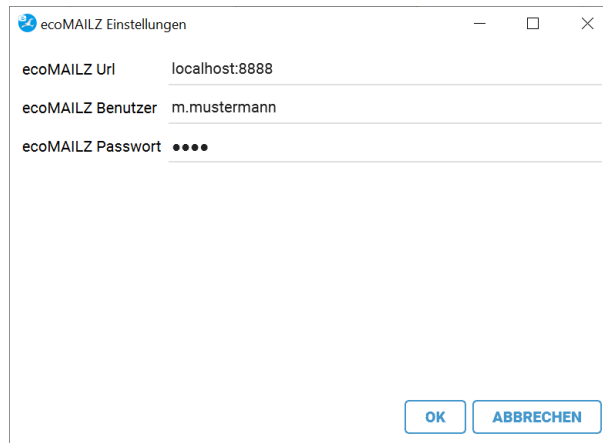 ecoMAILZ Einstellungen
ecoMAILZ Url localhost:8888
ecoMAILZ Benutzer m.mustermann
ecoMAILZ Passwort ●●●●
OK ABBRECHEN